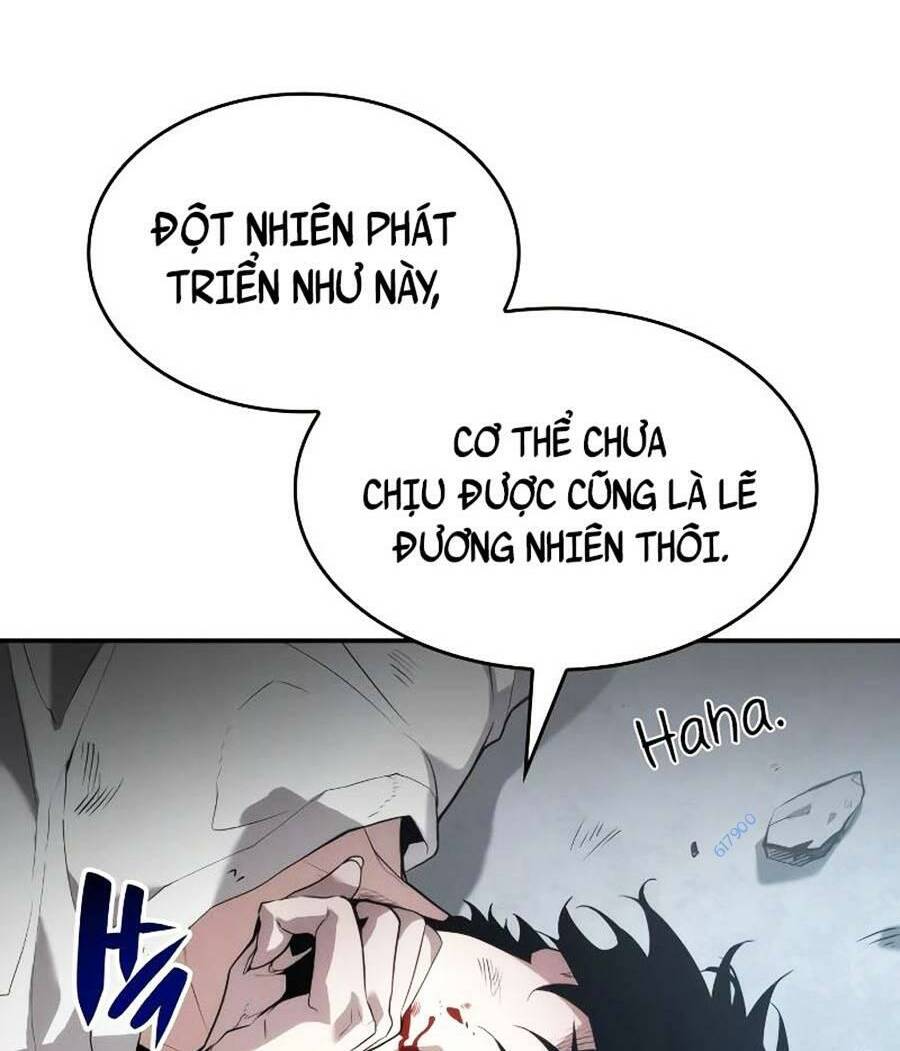 ĐỘT NHIÊN PHÁT
TRIỂN NHƯ NÀY,
CƠ THỂ CHƯA
CHỊU ĐƯỢC CŨNG LÀ LẼ
ĐƯƠNG NHIÊN THÔI.
Haha.
617900
HA